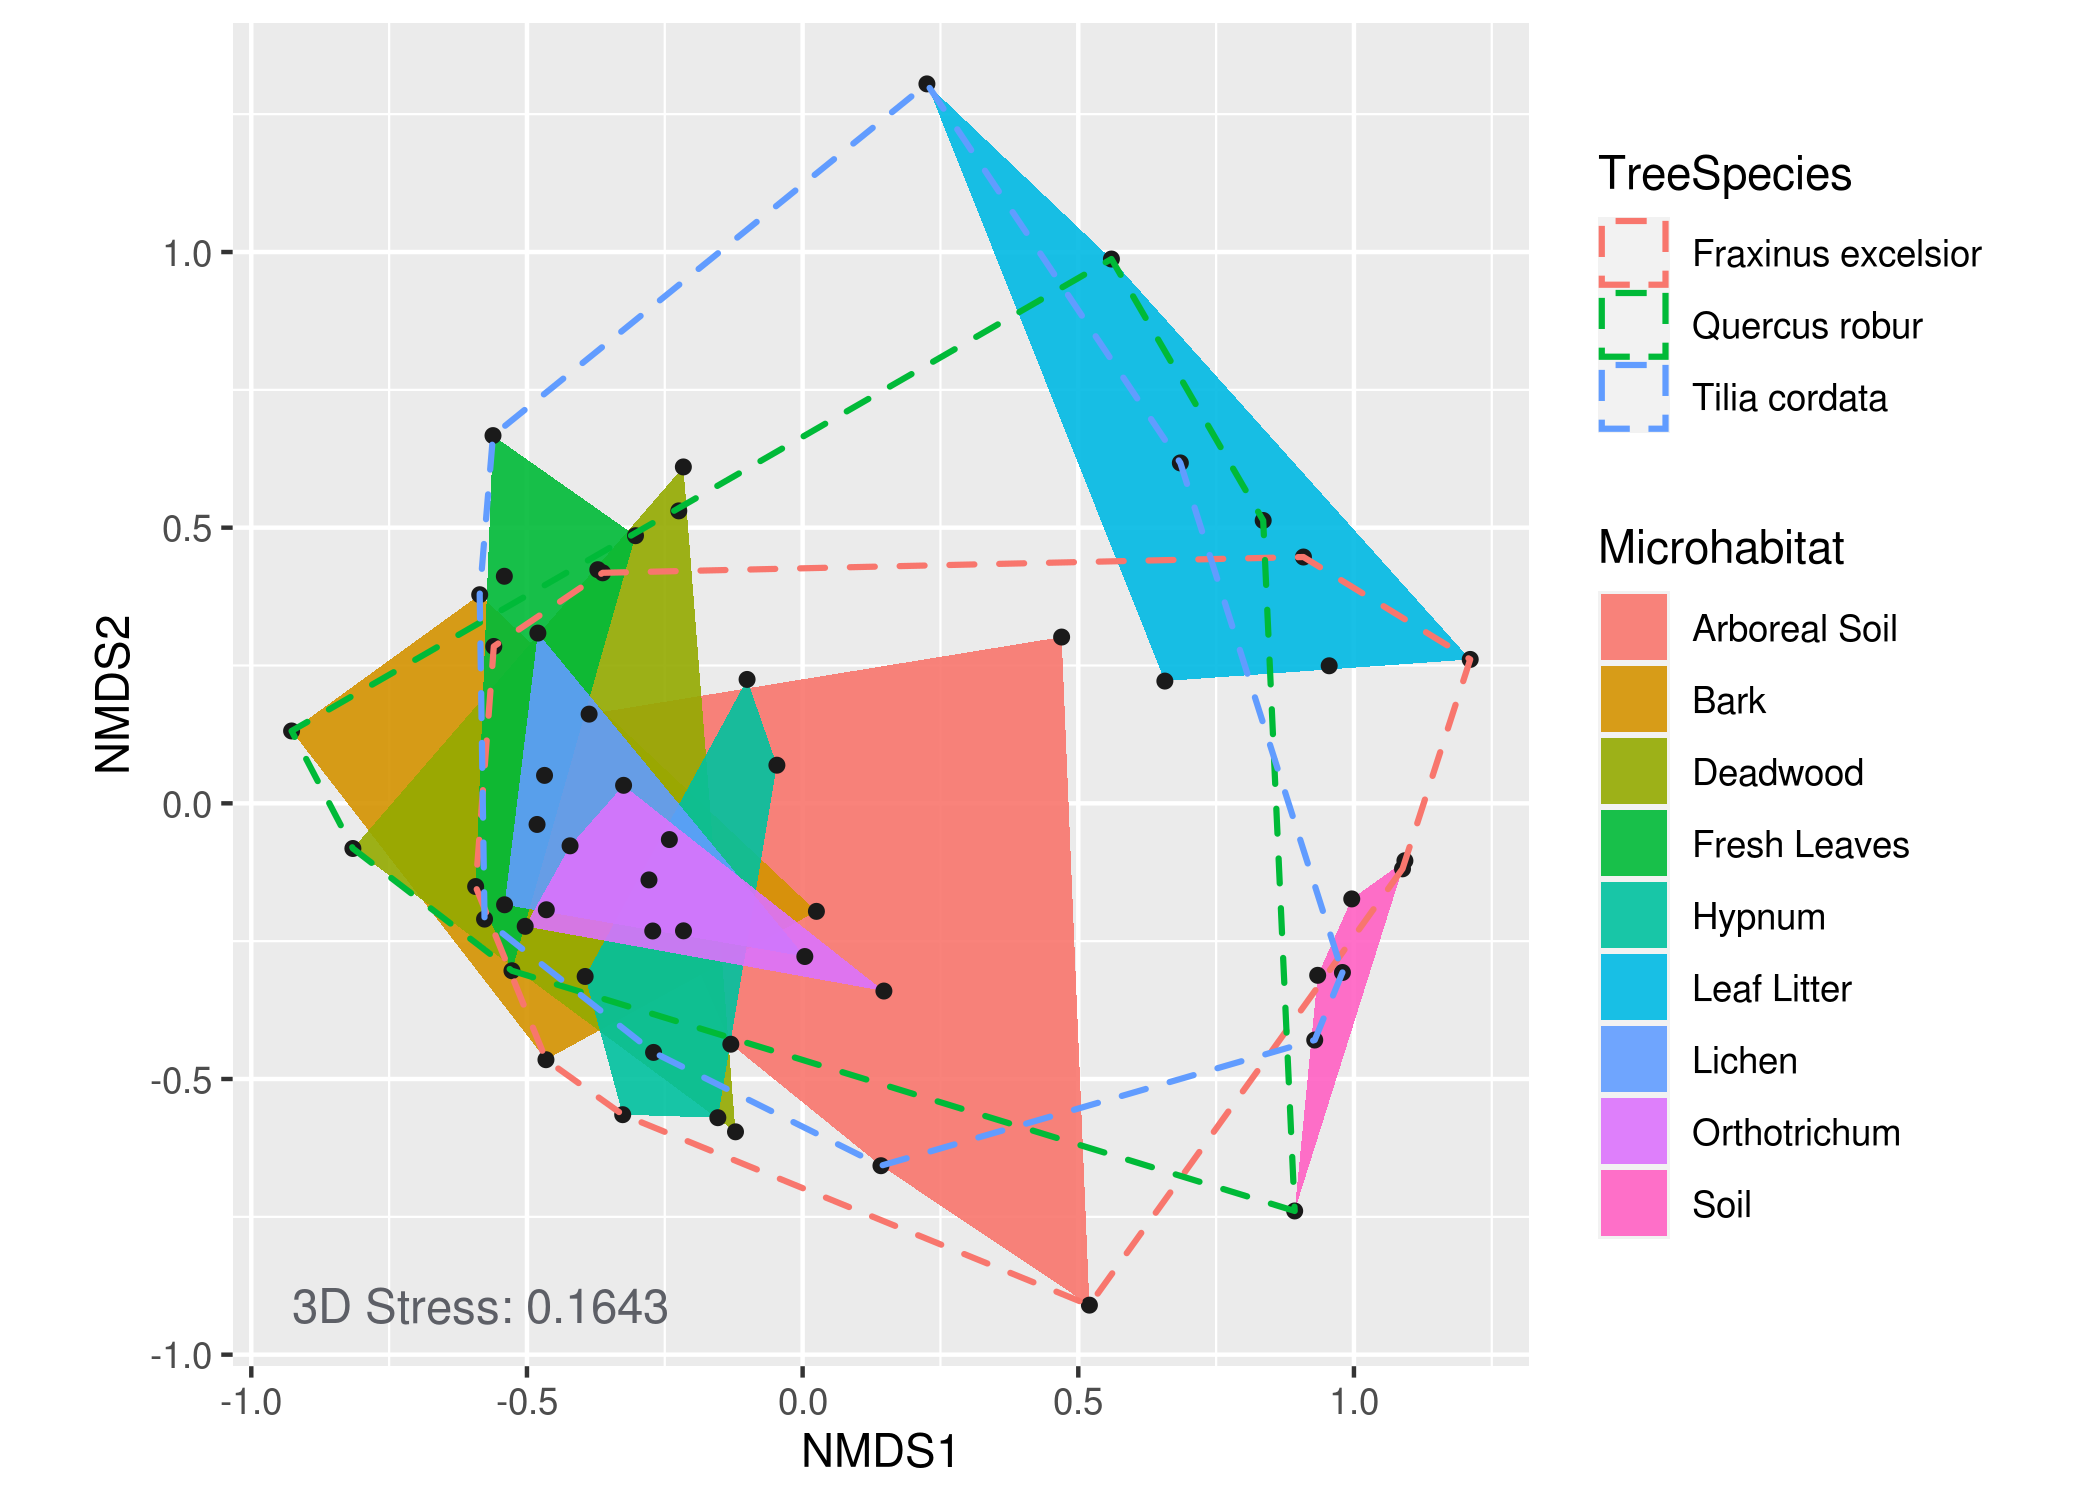 TreeSpecies
Fraxinus excelsior
Quercus robur
Tilia cordata
Microhabitat
Arboreal Soil
Bark
Deadwood
Fresh Leaves
Hypnum
Leaf Litter
Lichen
Orthotrichum
Soil
NMDS2
1.0
0.5
0.0
-0.5
-1.0
3D Stress: 0.1643
-1.0 -0.5 0.0 0.5 1.0
NMDS1